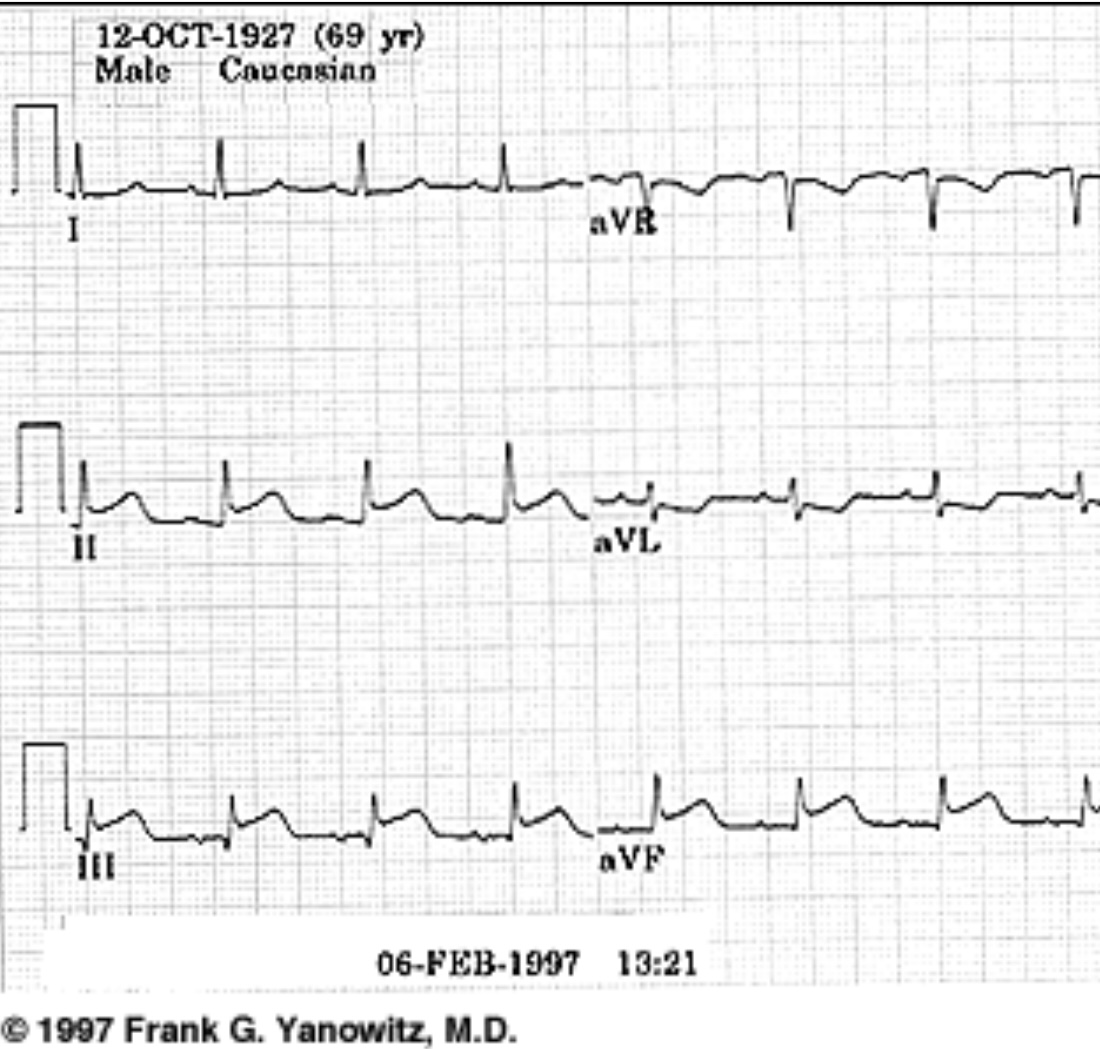 12-OCT-1927 (69 yr)
Male Caucasian
I
aVR
II
aVL
III
aVF
06-FEB-1997 13:21
© 1997 Frank G. Yanowitz, M.D.